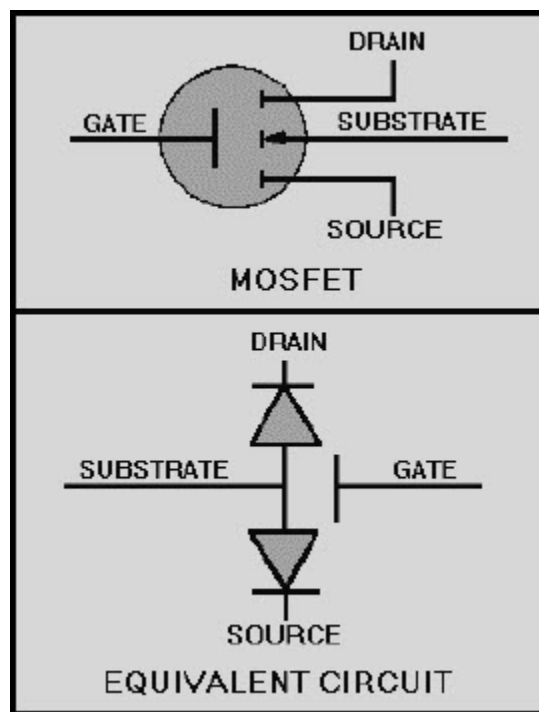 DRAIN
GATE
SUBSTRATE
SOURCE
MOSFET
DRAIN
SUBSTRATE
GATE
SOURCE
EQUIVALENT CIRCUIT